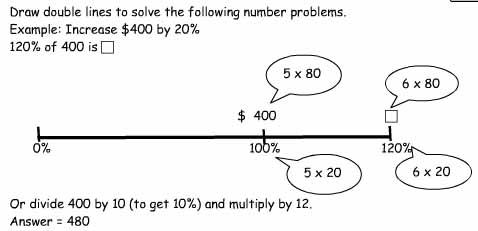 Draw double lines to solve the following number problems.
Example: Increase $400 by 20%
120% of 400 is □
5 x 80
6 x 80
$ 400
□
0%
100%
120%
5 x 20
6 x 20
Or divide 400 by 10 (to get 10%) and multiply by 12.
Answer = 480